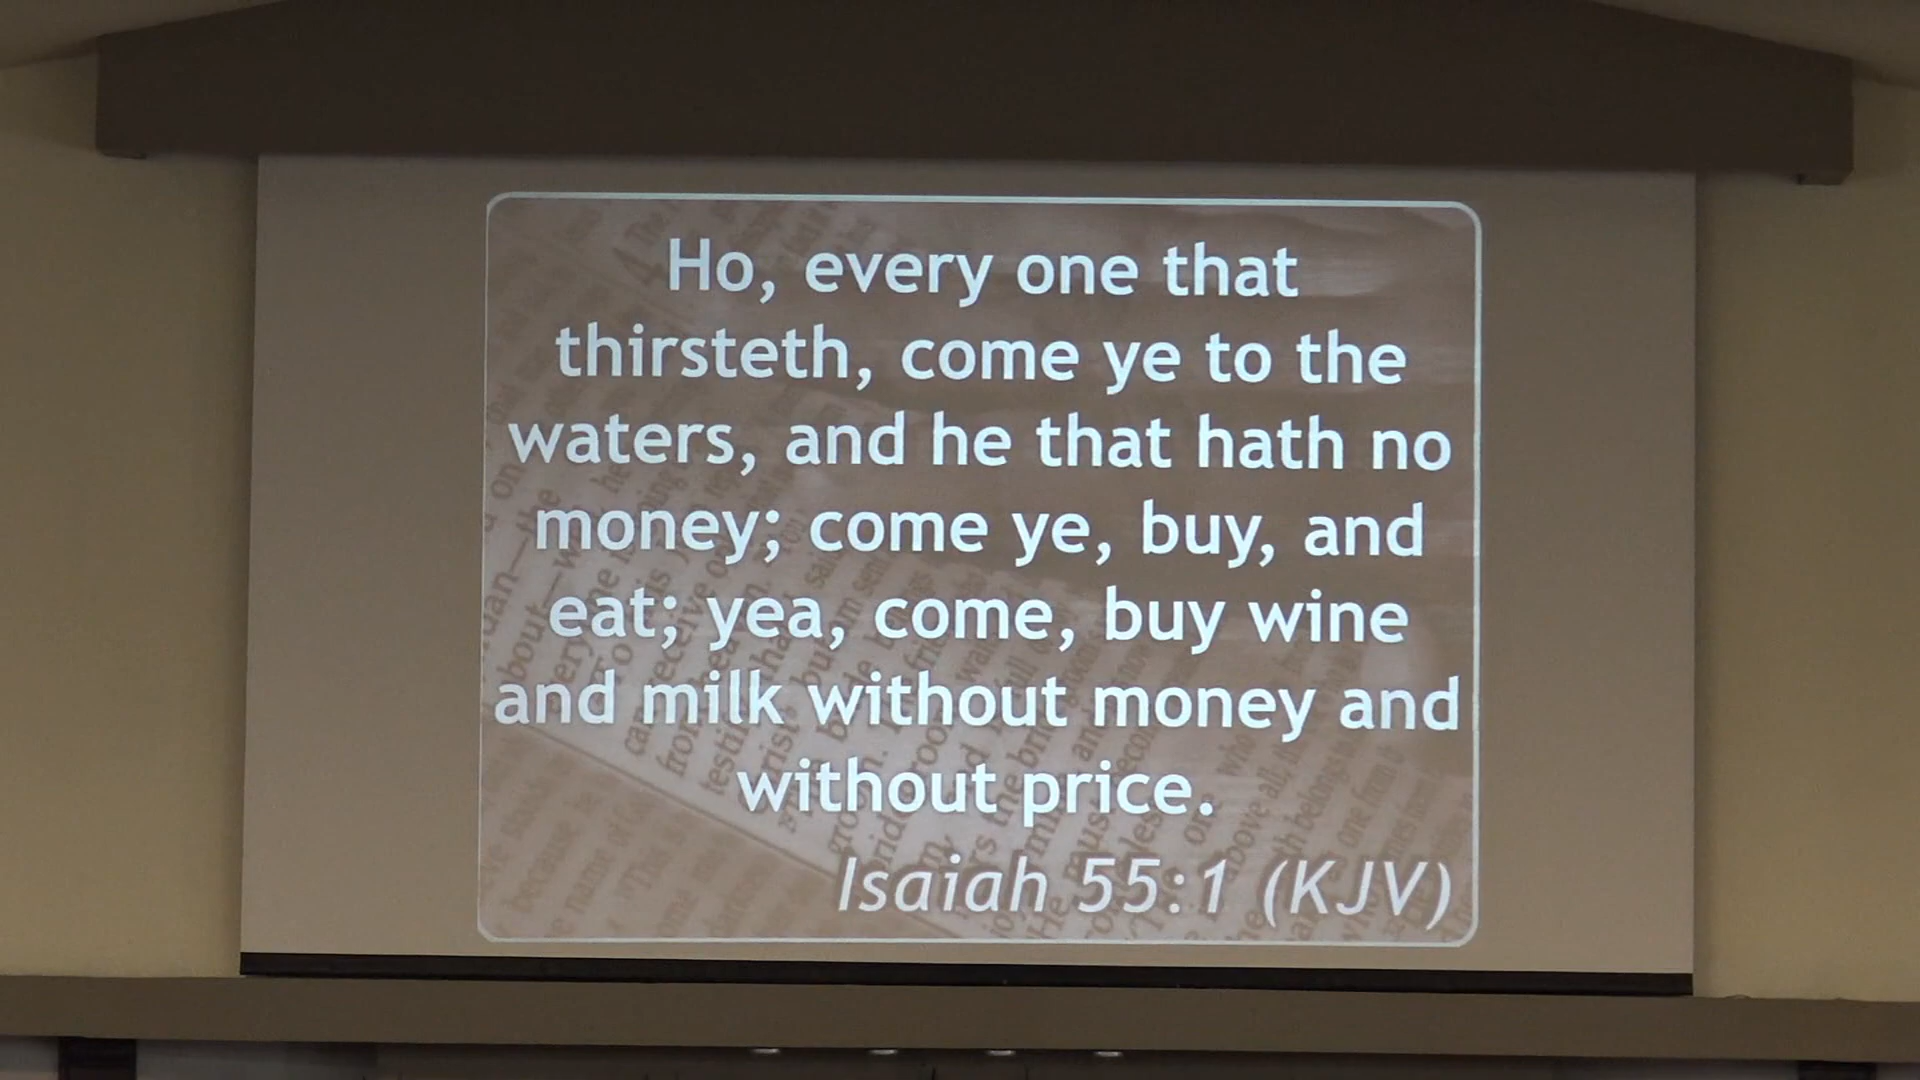 Ho, every one that
thirsteth, come ye to the
waters, and he that hath no
money; come ye, buy, and
eat; yea, come, buy wine
and milk without money and
without price.
Isaiah 55:1 (KJV)